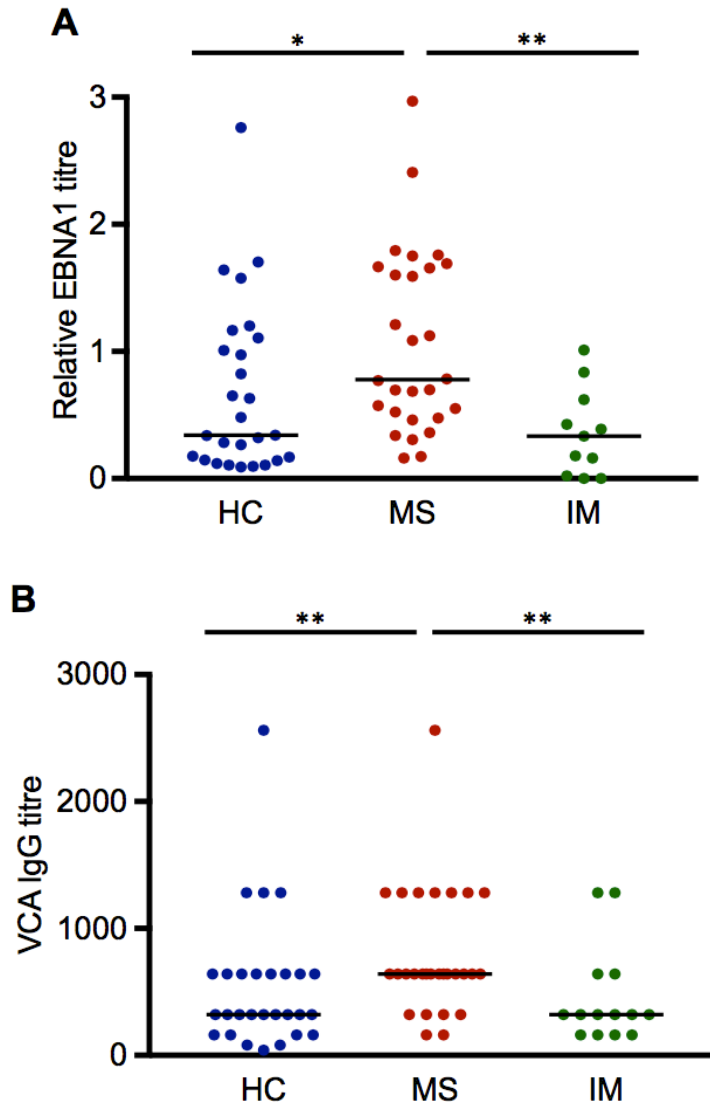 A
* **
3
2
1
0
Relative EBNA1 titre
HC MS IM
B
** **
3000
2000
1000
0
VCA IgG titre
HC MS IM